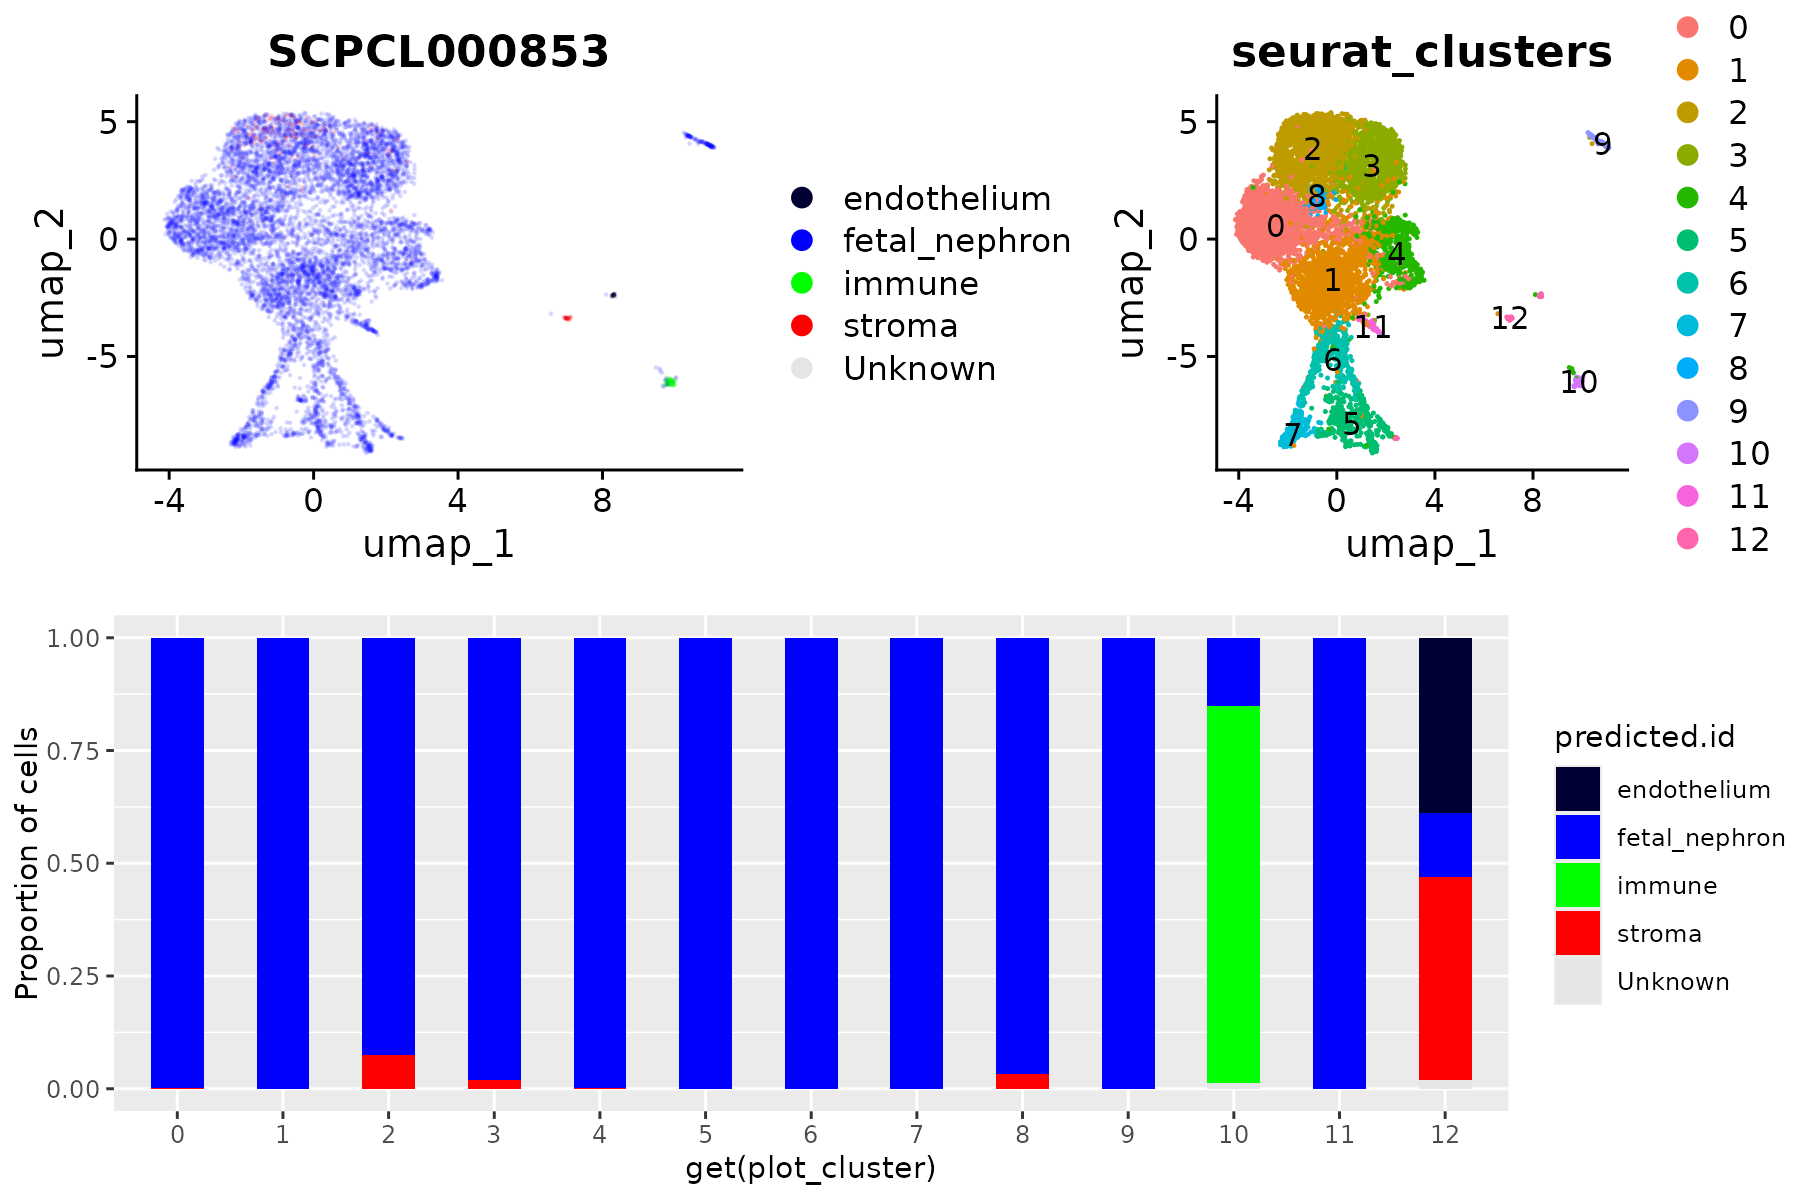 SCPCL000853
5
0
-5
umap_2
-4 0 4 8
umap_1
endothelium
fetal_nephron
immune
stroma
Unknown
seurat_clusters
5
0
-5
umap_2
-4 0 4 8
umap_1
2
3
8
0
4
1
11
6
5
7
9
12
10
0
1
2
3
4
5
6
7
8
9
10
11
12
1.00
0.75
0.50
0.25
0.00
Proportion of cells
0 1 2 3 4 5 6 7 8 9 10 11 12
get(plot_cluster)
predicted.id
endothelium
fetal_nephron
immune
stroma
Unknown